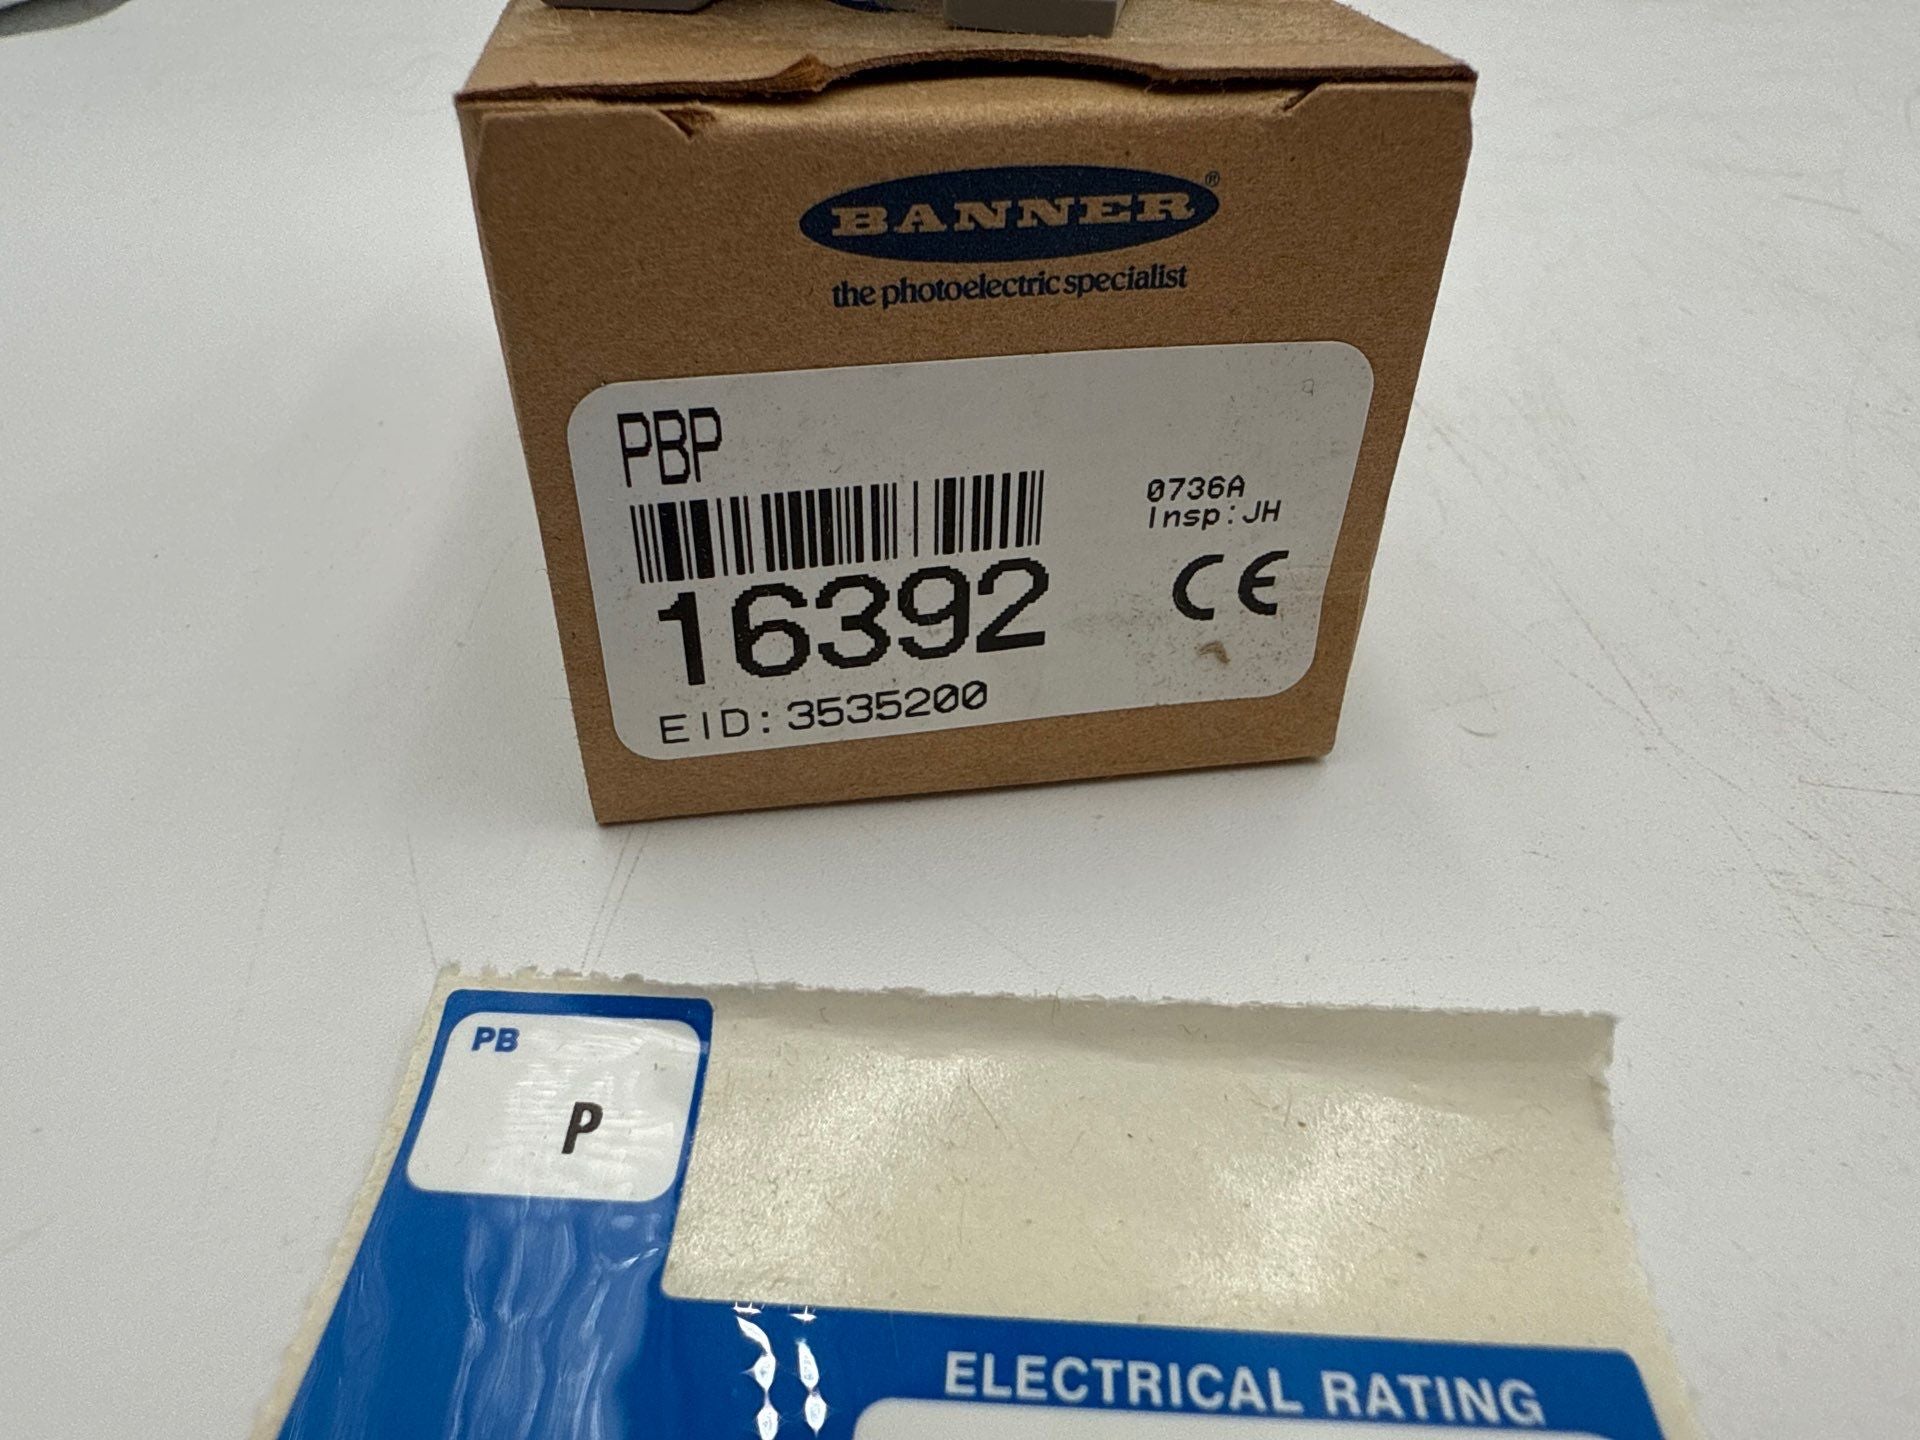 BANNER®
the photoelectric specialist
PBP
0736A
Insp:JH
16392
CE
EID:3535200
PB
P
ELECTRICAL RATING